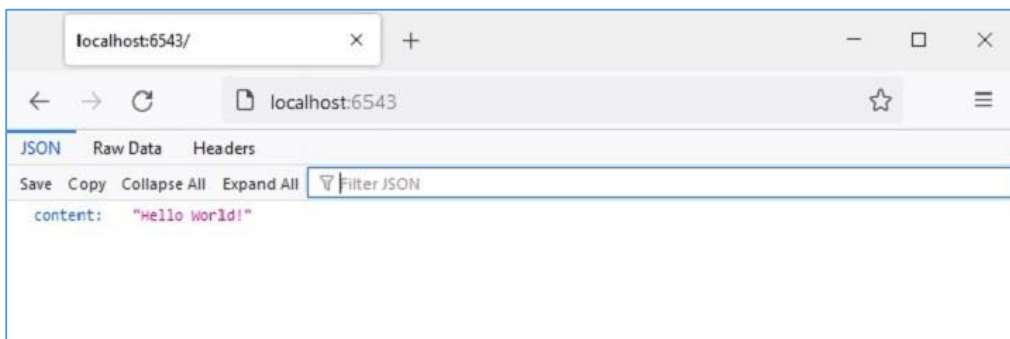 localhost:6543/
localhost:6543
JSON Raw Data Headers
Save Copy Collapse All Expand All Filter JSON
content: "Hello World!"